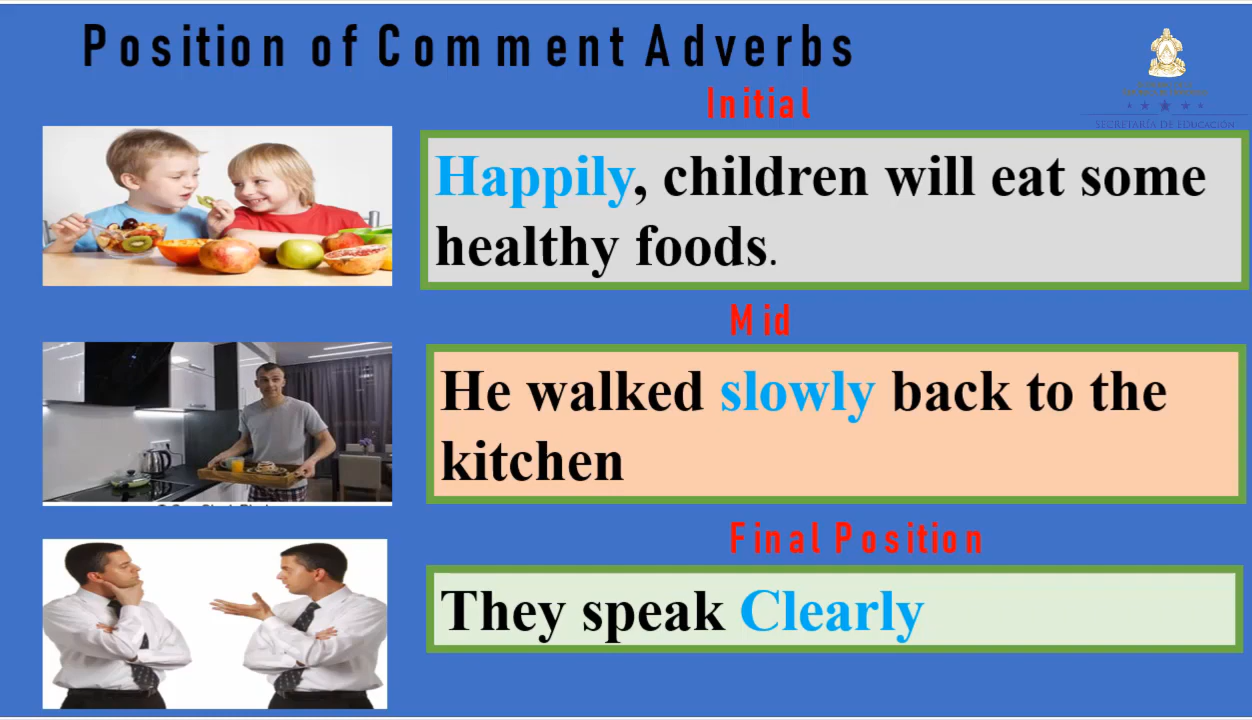 Position of Comment Adverbs
Initial
SECRETARÍA DE EDUCACIÓN
Happily, children will eat some
healthy foods.
Mid
He walked slowly back to the
kitchen
Final Position
They speak Clearly